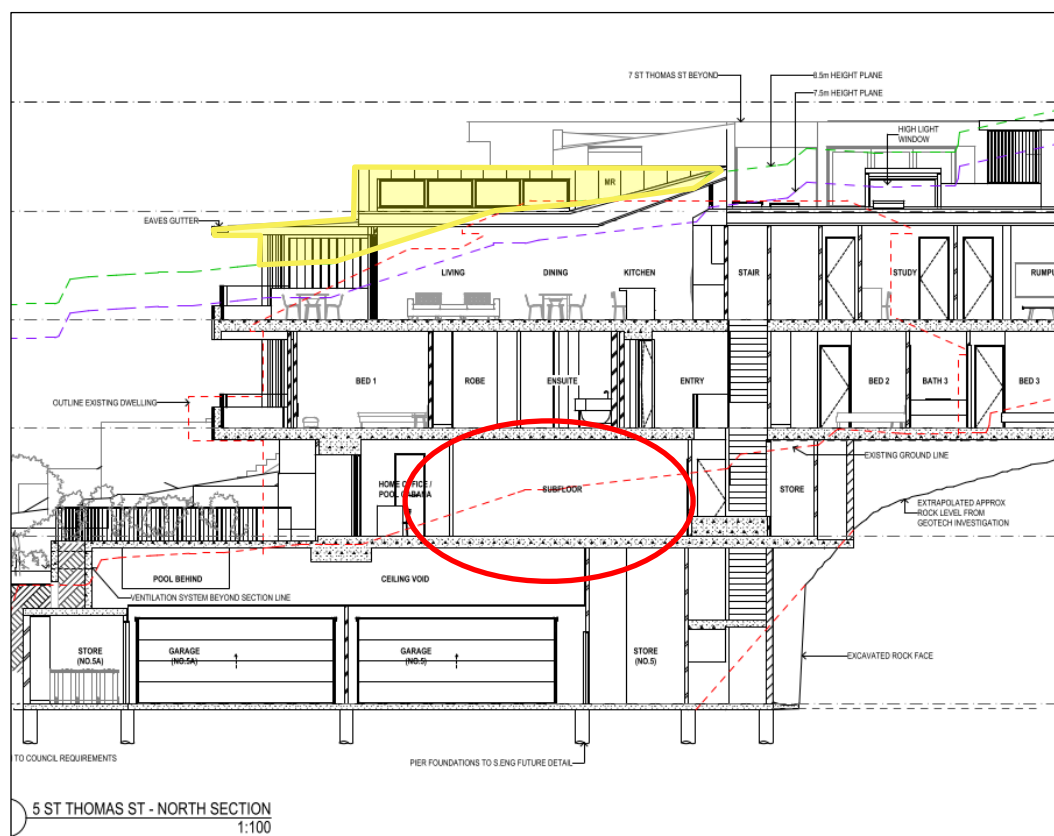 7 ST THOMAS ST BEYOND
8.5m HEIGHT PLANE
7.5m HEIGHT PLANE
HIGH LIGHT
WINDOW
MR
EAVES GUTTER
LIVING
DINING
KITCHEN
STAIR
STUDY
RUMPU
BED 1
ROBE
ENSUITE
ENTRY
BED 2
BATH 3
BED 3
OUTLINE EXISTING DWELLING
EXISTING GROUND LINE
HOME OFFICE /
POOL CABANA
SUBFLOOR
STORE
EXTRAPOLATED APPROX
ROCK LEVEL FROM
GEOTECH INVESTIGATION
POOL BEHIND
CEILING VOID
VENTILATION SYSTEM BEYOND SECTION LINE
STORE
(NO.5A)
GARAGE
(NO.5A)
GARAGE
(NO.5)
STORE
(NO.5)
EXCAVATED ROCK FACE
TO COUNCIL REQUIREMENTS
PIER FOUNDATIONS TO S.ENG FUTURE DETAIL
5 ST THOMAS ST - NORTH SECTION
1:100